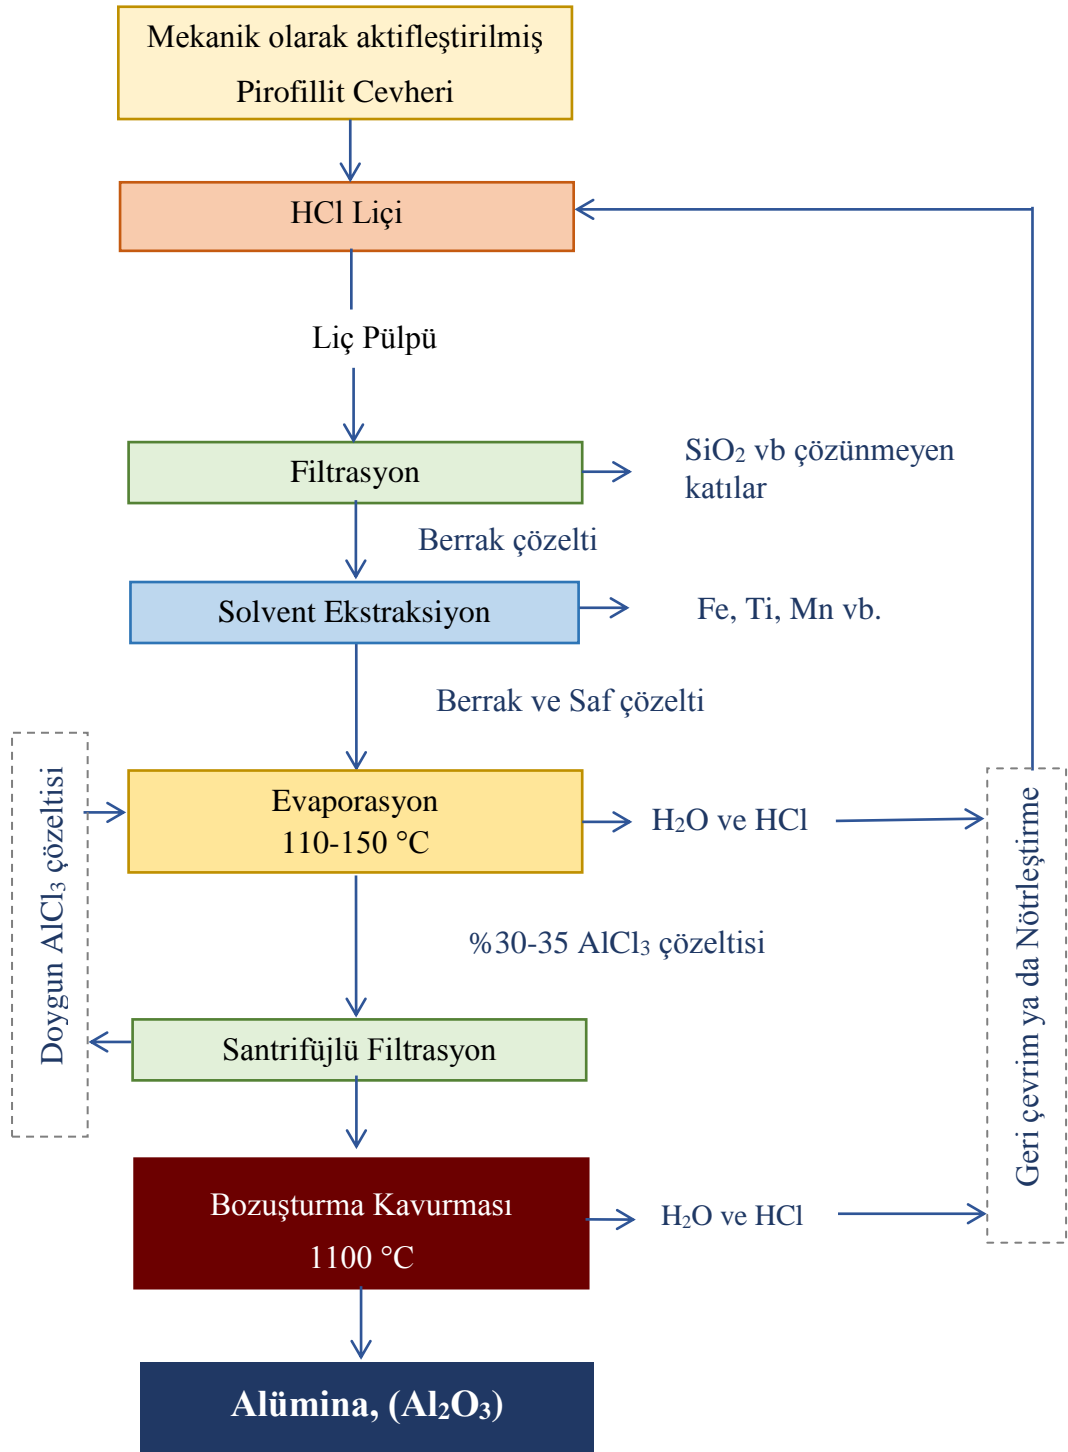 Mekanik olarak aktifleştirilmiş
Pirofillit Cevheri
HCl Liçi
Liç Pülpü
Filtrasyon
SiO₂ vb çözünmeyen
katılar
Berrak çözelti
Solvent Ekstraksiyon
Fe, Ti, Mn vb.
Berrak ve Saf çözelti
Doygun AlCl₃ çözeltisi
Evaporasyon
110-150 °C
H₂O ve HCl
Geri çevrim ya da Nötrleştirme
%30-35 AlCl₃ çözeltisi
Santrifüjlü Filtrasyon
Bozuşturma Kavurması
1100 °C
H₂O ve HCl
Alümina, (Al₂O₃)